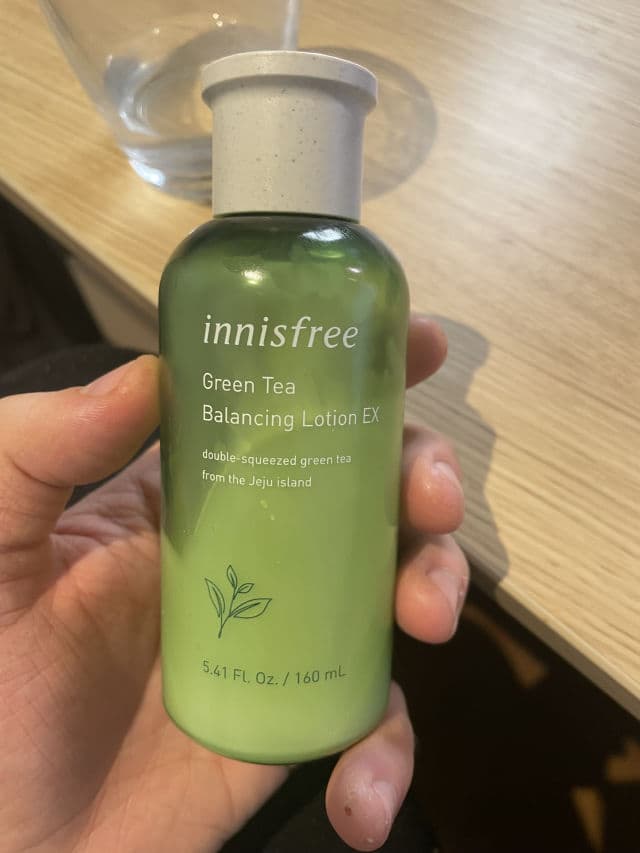 innisfree
Green Tea
Balancing Lotion EX
double-squeezed green tea
from the Jeju island
5.41 Fl. Oz. / 160 mL